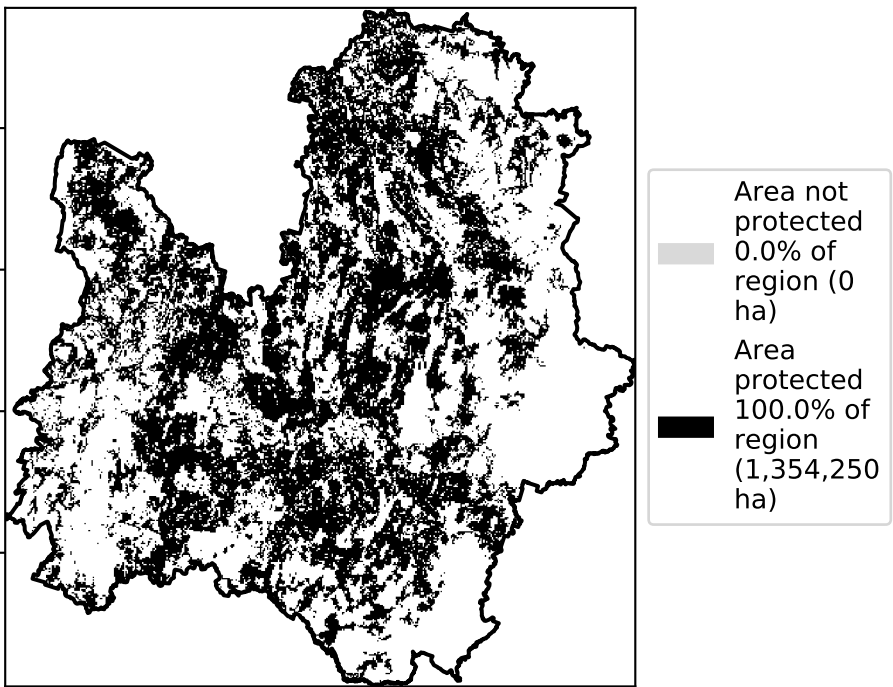 Area not
protected
0.0% of
region (0
ha)
Area
protected
100.0% of
region
(1,354,250
ha)